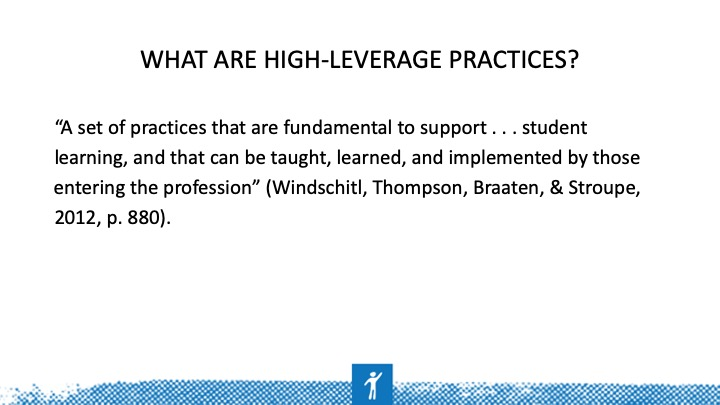 WHAT ARE HIGH-LEVERAGE PRACTICES?
“A set of practices that are fundamental to support . . . student
learning, and that can be taught, learned, and implemented by those
entering the profession” (Windschitl, Thompson, Braaten, & Stroupe,
2012, p. 880).